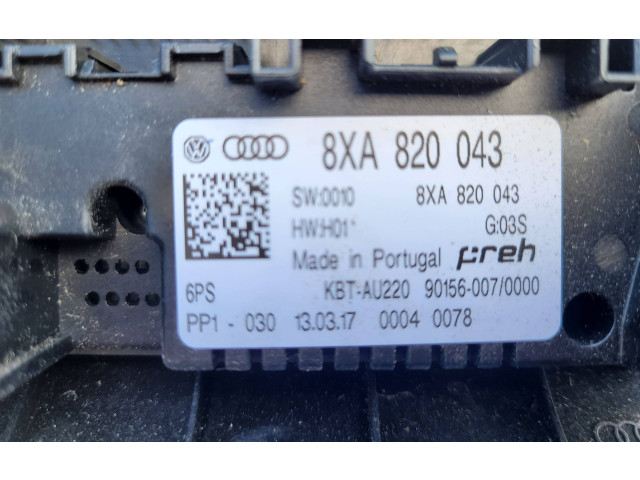 8XA 820 043
SW:0010 8XA 820 043
HW:H01* G:03S
Made in Portugal preh
6PS KBT-AU220 90156-007/0000
PP1 - 030 13.03.17 0004 0078